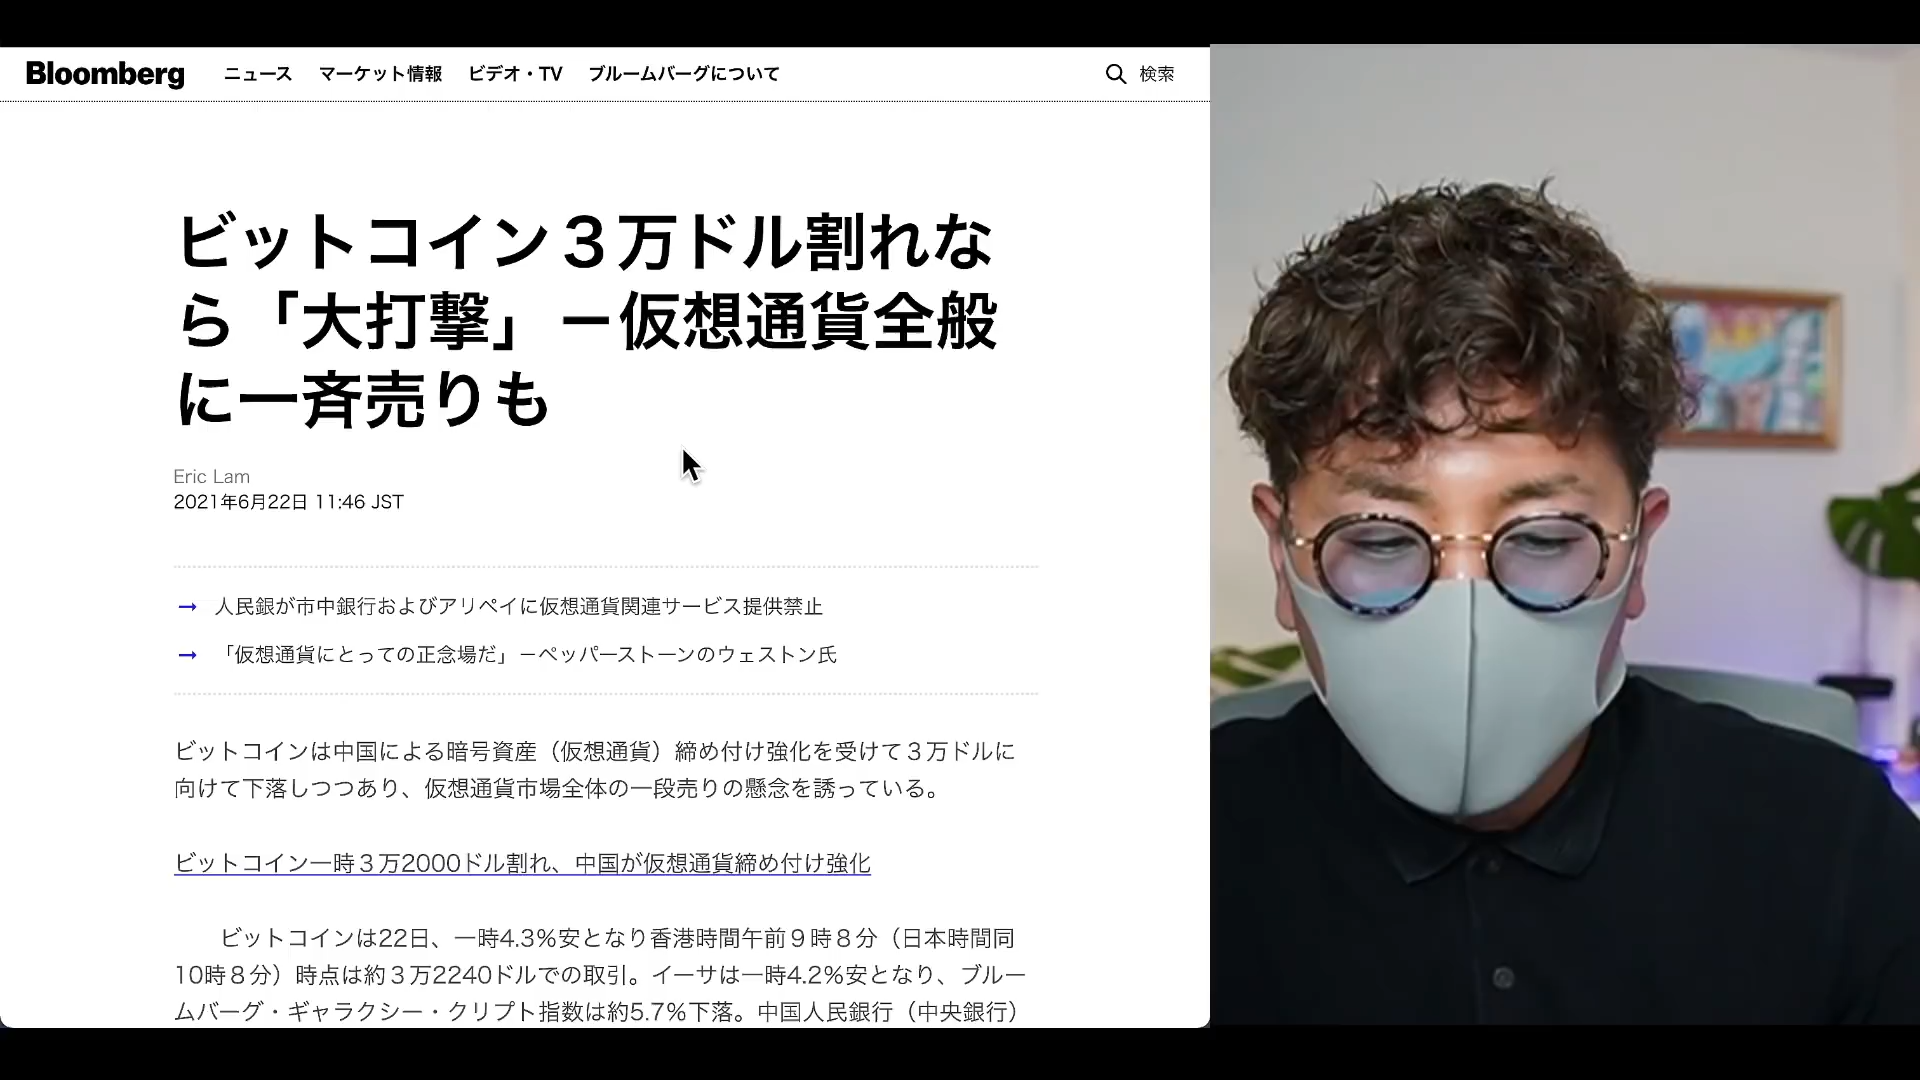 Bloomberg ニュース マーケット情報 ビデオ・TV ブルームバーグについて 検索
ビットコイン３万ドル割れな
ら「大打撃」－仮想通貨全般
に一斉売りも
Eric Lam
2021年6月22日 11:46 JST
→ 人民銀が市中銀行およびアリペイに仮想通貨関連サービス提供禁止
→ 「仮想通貨にとっての正念場だ」－ペッパーストーンのウェストン氏
ビットコインは中国による暗号資産（仮想通貨）締め付け強化を受けて３万ドルに
向けて下落しつつあり、仮想通貨市場全体の一段売りの懸念を誘っている。
ビットコイン一時３万2000ドル割れ、中国が仮想通貨締め付け強化
ビットコインは22日、一時4.3%安となり香港時間午前９時８分（日本時間同
10時８分）時点は約３万2240ドルでの取引。イーサは一時4.2%安となり、ブルー
ムバーグ・ギャラクシー・クリプト指数は約5.7%下落。中国人民銀行（中央銀行）